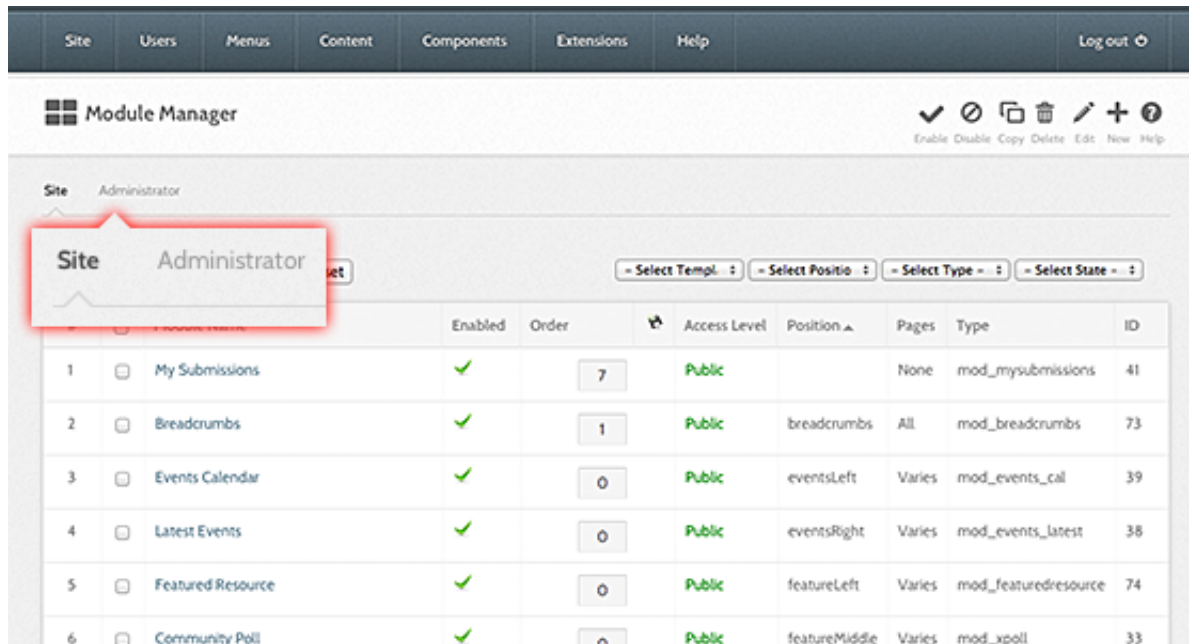 Site Users Menus Content Components Extensions Help Log out
Module Manager
Enable Disable Copy Delete Edit New Help
Site Administrator
Site Administrator
- Select Templ. - Select Positio - Select Type - - Select State -
Enabled Order Access Level Position Pages Type ID
1 My Submissions 7 Public None mod_mysubmissions 41
2 Breadcrumbs 1 Public breadcrumbs All mod_breadcrumbs 73
3 Events Calendar 0 Public eventsLeft Varies mod_events_cal 39
4 Latest Events 0 Public eventsRight Varies mod_events_latest 38
5 Featured Resource 0 Public featureLeft Varies mod_featuredresource 74
6 Community Poll 0 Public featureMiddle Varies mod_xpoll 33